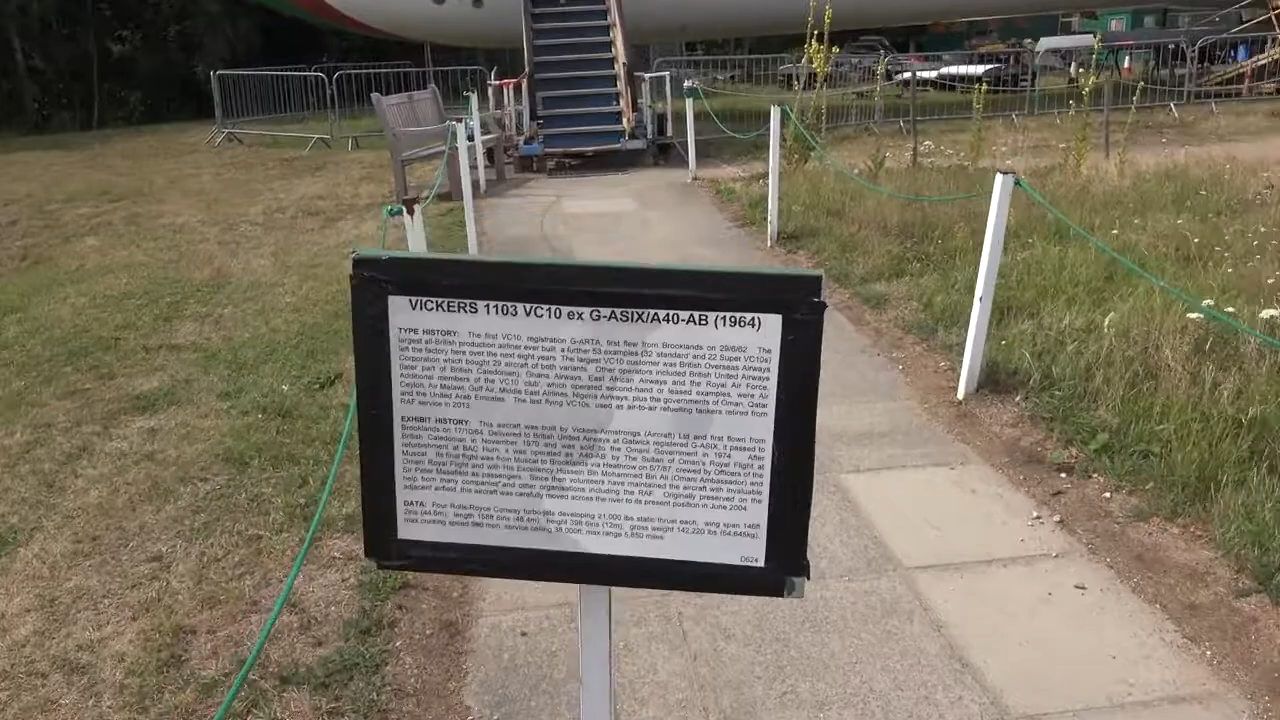 VICKERS 1103 VC10 ex G-ASIX/A40-AB (1964)
TYPE HISTORY: The first VC10, registration G-ARTA, first flew from Brooklands on 29/6/62. The
largest all-British production airliner ever built, a further 53 examples (32 'standard' and 22 Super VC10s)
left the factory here over the next eight years. The largest VC10 customer was British Overseas Airways
Corporation which bought 29 aircraft of both variants. Other operators included British United Airways
(later part of British Caledonian), Ghana Airways, East African Airways and the Royal Air Force.
Additional members of the VC10 'club', which operated second-hand or leased examples, were Air
Ceylon, Air Malawi, Gulf Air, Middle East Airlines, Nigeria Airways, plus the governments of Oman, Qatar
and the United Arab Emirates. The last flying VC10s, used as air-to-air refuelling tankers retired from
RAF service in 2013.
EXHIBIT HISTORY: This aircraft was built by Vickers-Armstrongs (Aircraft) Ltd and first flown from
Brooklands on 17/10/64. Delivered to British United Airways at Gatwick registered G-ASIX, it passed to
British Caledonian in November 1970 and was sold to the Omani Government in 1974. After
refurbishment at BAC Hurn, it was operated as 'A40-AB' by The Sultan of Oman's Royal Flight at
Muscat. Its final flight was from Muscat to Brooklands via Heathrow on 6/7/87, crewed by Officers of the
Omani Royal Flight and with His Excellency Hussein Bin Mohammed Bin Ali (Omani Ambassador) and
Sir Peter Masefield as passengers. Since then volunteers have maintained the aircraft with invaluable
help from many companies and other organisations including the RAF. Originally preserved on the
adjacent airfield, this aircraft was carefully moved across the river to its present position in June 2004.
DATA: Four Rolls-Royce Conway turbo-jets developing 21,000 lbs static thrust each, wing span 146ft
2ins (44.6m), length 158ft 6ins (48.4m), height 39ft 6ins (12m), gross weight 142,220 lbs (64,645kg),
max cruising speed 580 mph, service ceiling 38,000ft, max range 5,850 miles.
D624